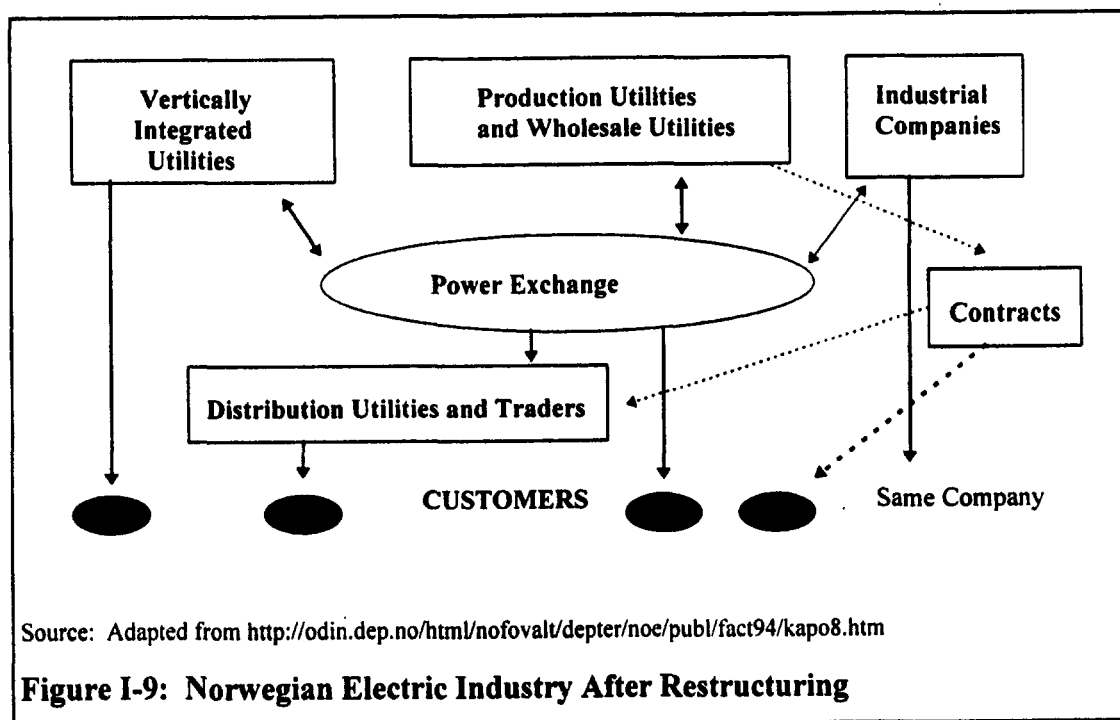 Vertically
Integrated
Utilities
Production Utilities
and Wholesale Utilities
Industrial
Companies
Power Exchange
Contracts
Distribution Utilities and Traders
CUSTOMERS
Same Company
Source: Adapted from http://odin.dep.no/html/nofovalt/depter/noe/publ/fact94/kapo8.htm
Figure I-9: Norwegian Electric Industry After Restructuring